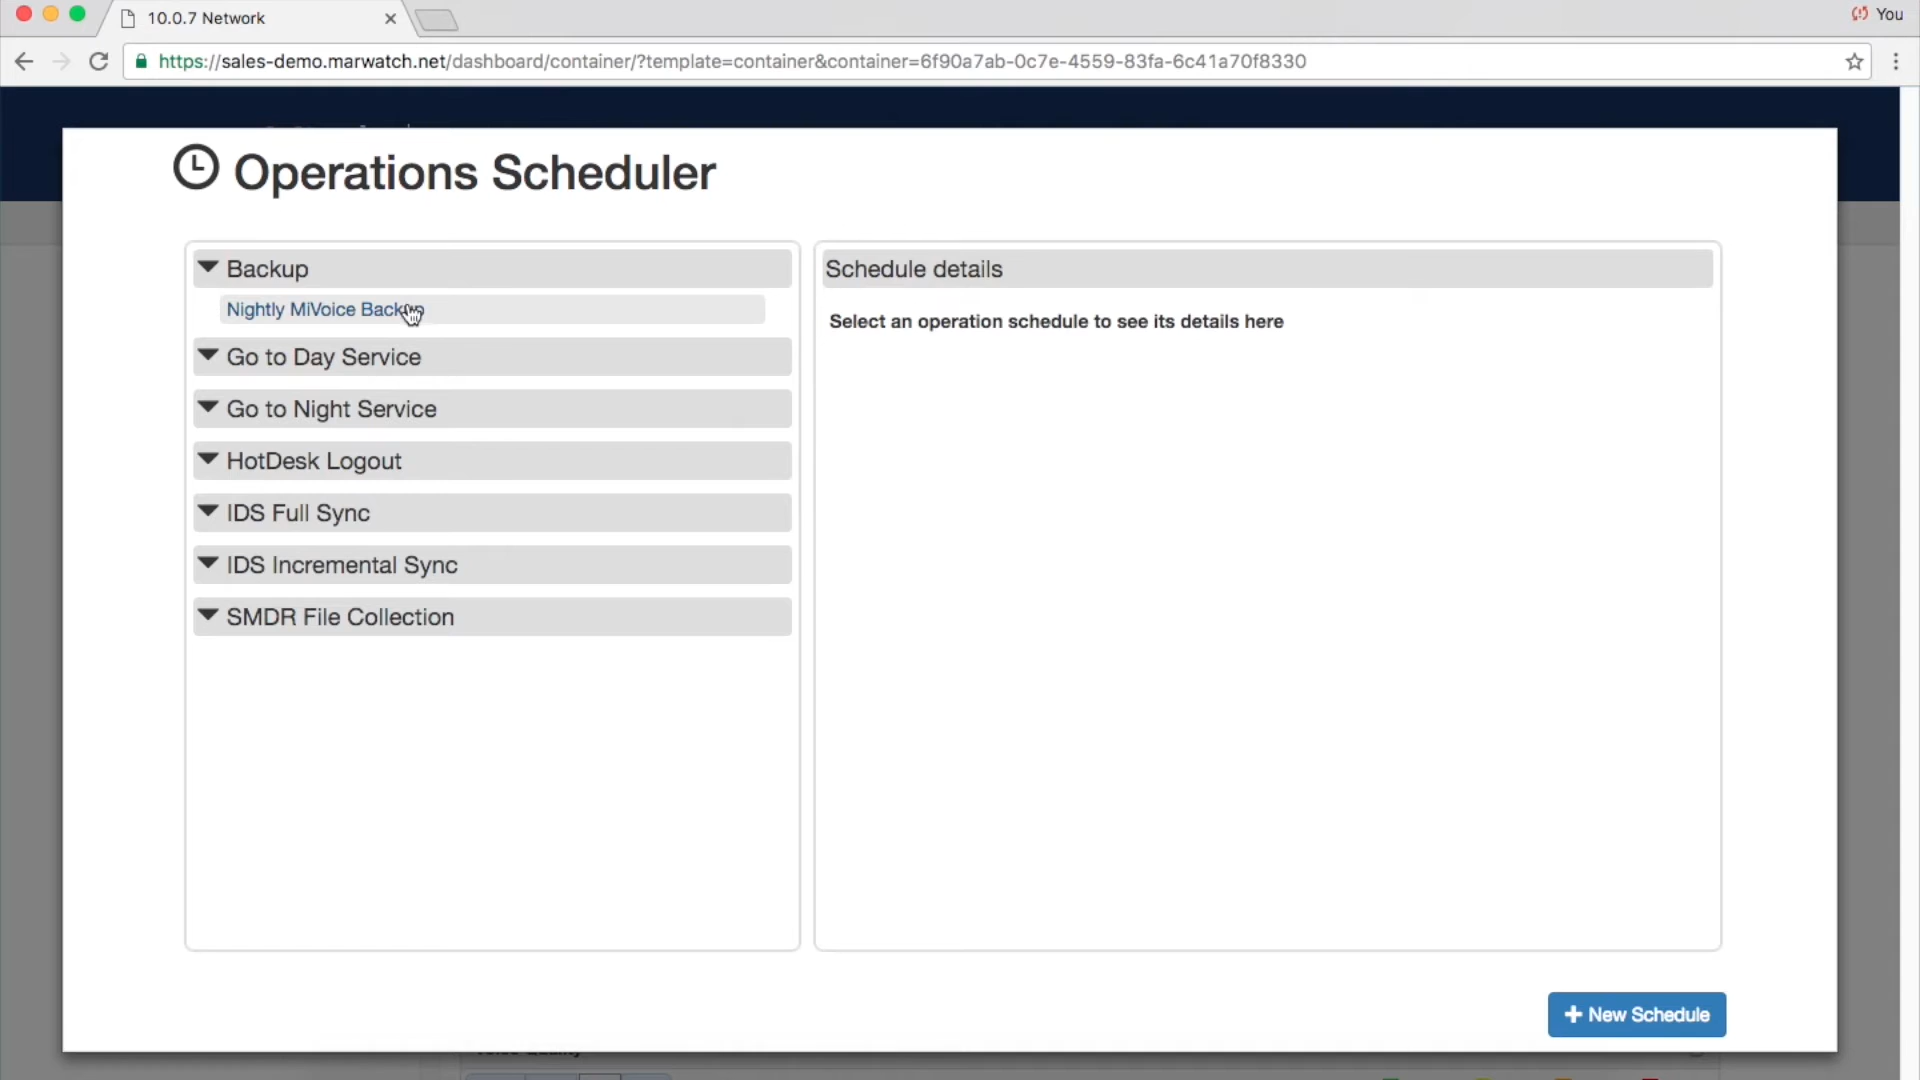 10.0.7 Network
You
https://sales-demo.marwatch.net/dashboard/container/?template=container&container=6f90a7ab-0c7e-4559-83fa-6c41a70f8330
Operations Scheduler
Backup
Nightly MiVoice Backup
Go to Day Service
Go to Night Service
HotDesk Logout
IDS Full Sync
IDS Incremental Sync
SMDR File Collection
Schedule details
Select an operation schedule to see its details here
New Schedule